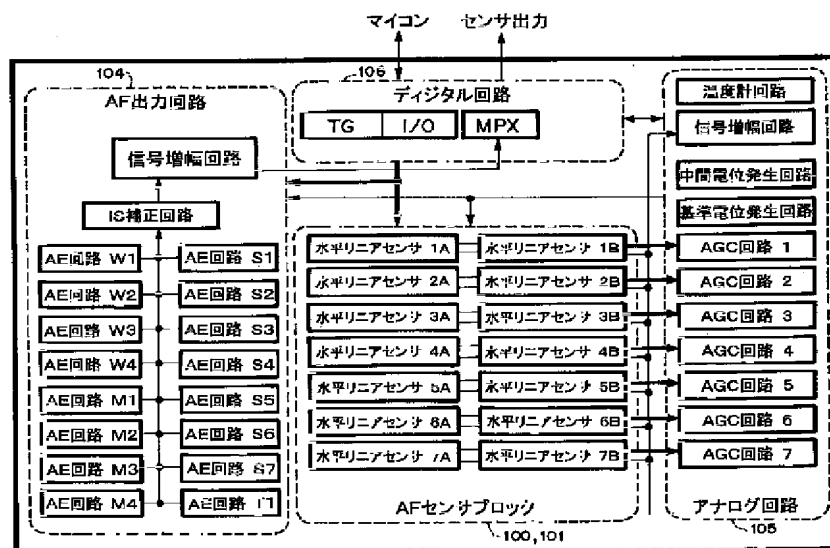 マイコン センサ出力
104
AF出力回路
信号増幅回路
IS補正回路
AE回路 W1 AE回路 S1
AE回路 W2 AE回路 S2
AE回路 W3 AE回路 S3
AE回路 W4 AE回路 S4
AE回路 M1 AE回路 S5
AE回路 M2 AE回路 S6
AE回路 M3 AE回路 S7
AE回路 M4 AE回路
106
ディジタル回路
TG I/O MPX
水平リニアセンサ 1A 水平リニアセンサ 1B
水平リニアセンサ 2A 水平リニアセンサ 2B
水平リニアセンサ 3A 水平リニアセンサ 3B
水平リニアセンサ 4A 水平リニアセンサ 4B
水平リニアセンサ 5A 水平リニアセンサ 5B
水平リニアセンサ 6A 水平リニアセンサ 6B
水平リニアセンサ 7A 水平リニアセンサ 7B
AFセンサブロック
100,101
温度計回路
信号増幅回路
中間電位発生回路
基準電位発生回路
AGC回路 1
AGC回路 2
AGC回路 3
AGC回路 4
AGC回路 5
AGC回路 6
AGC回路 7
アナログ回路
105